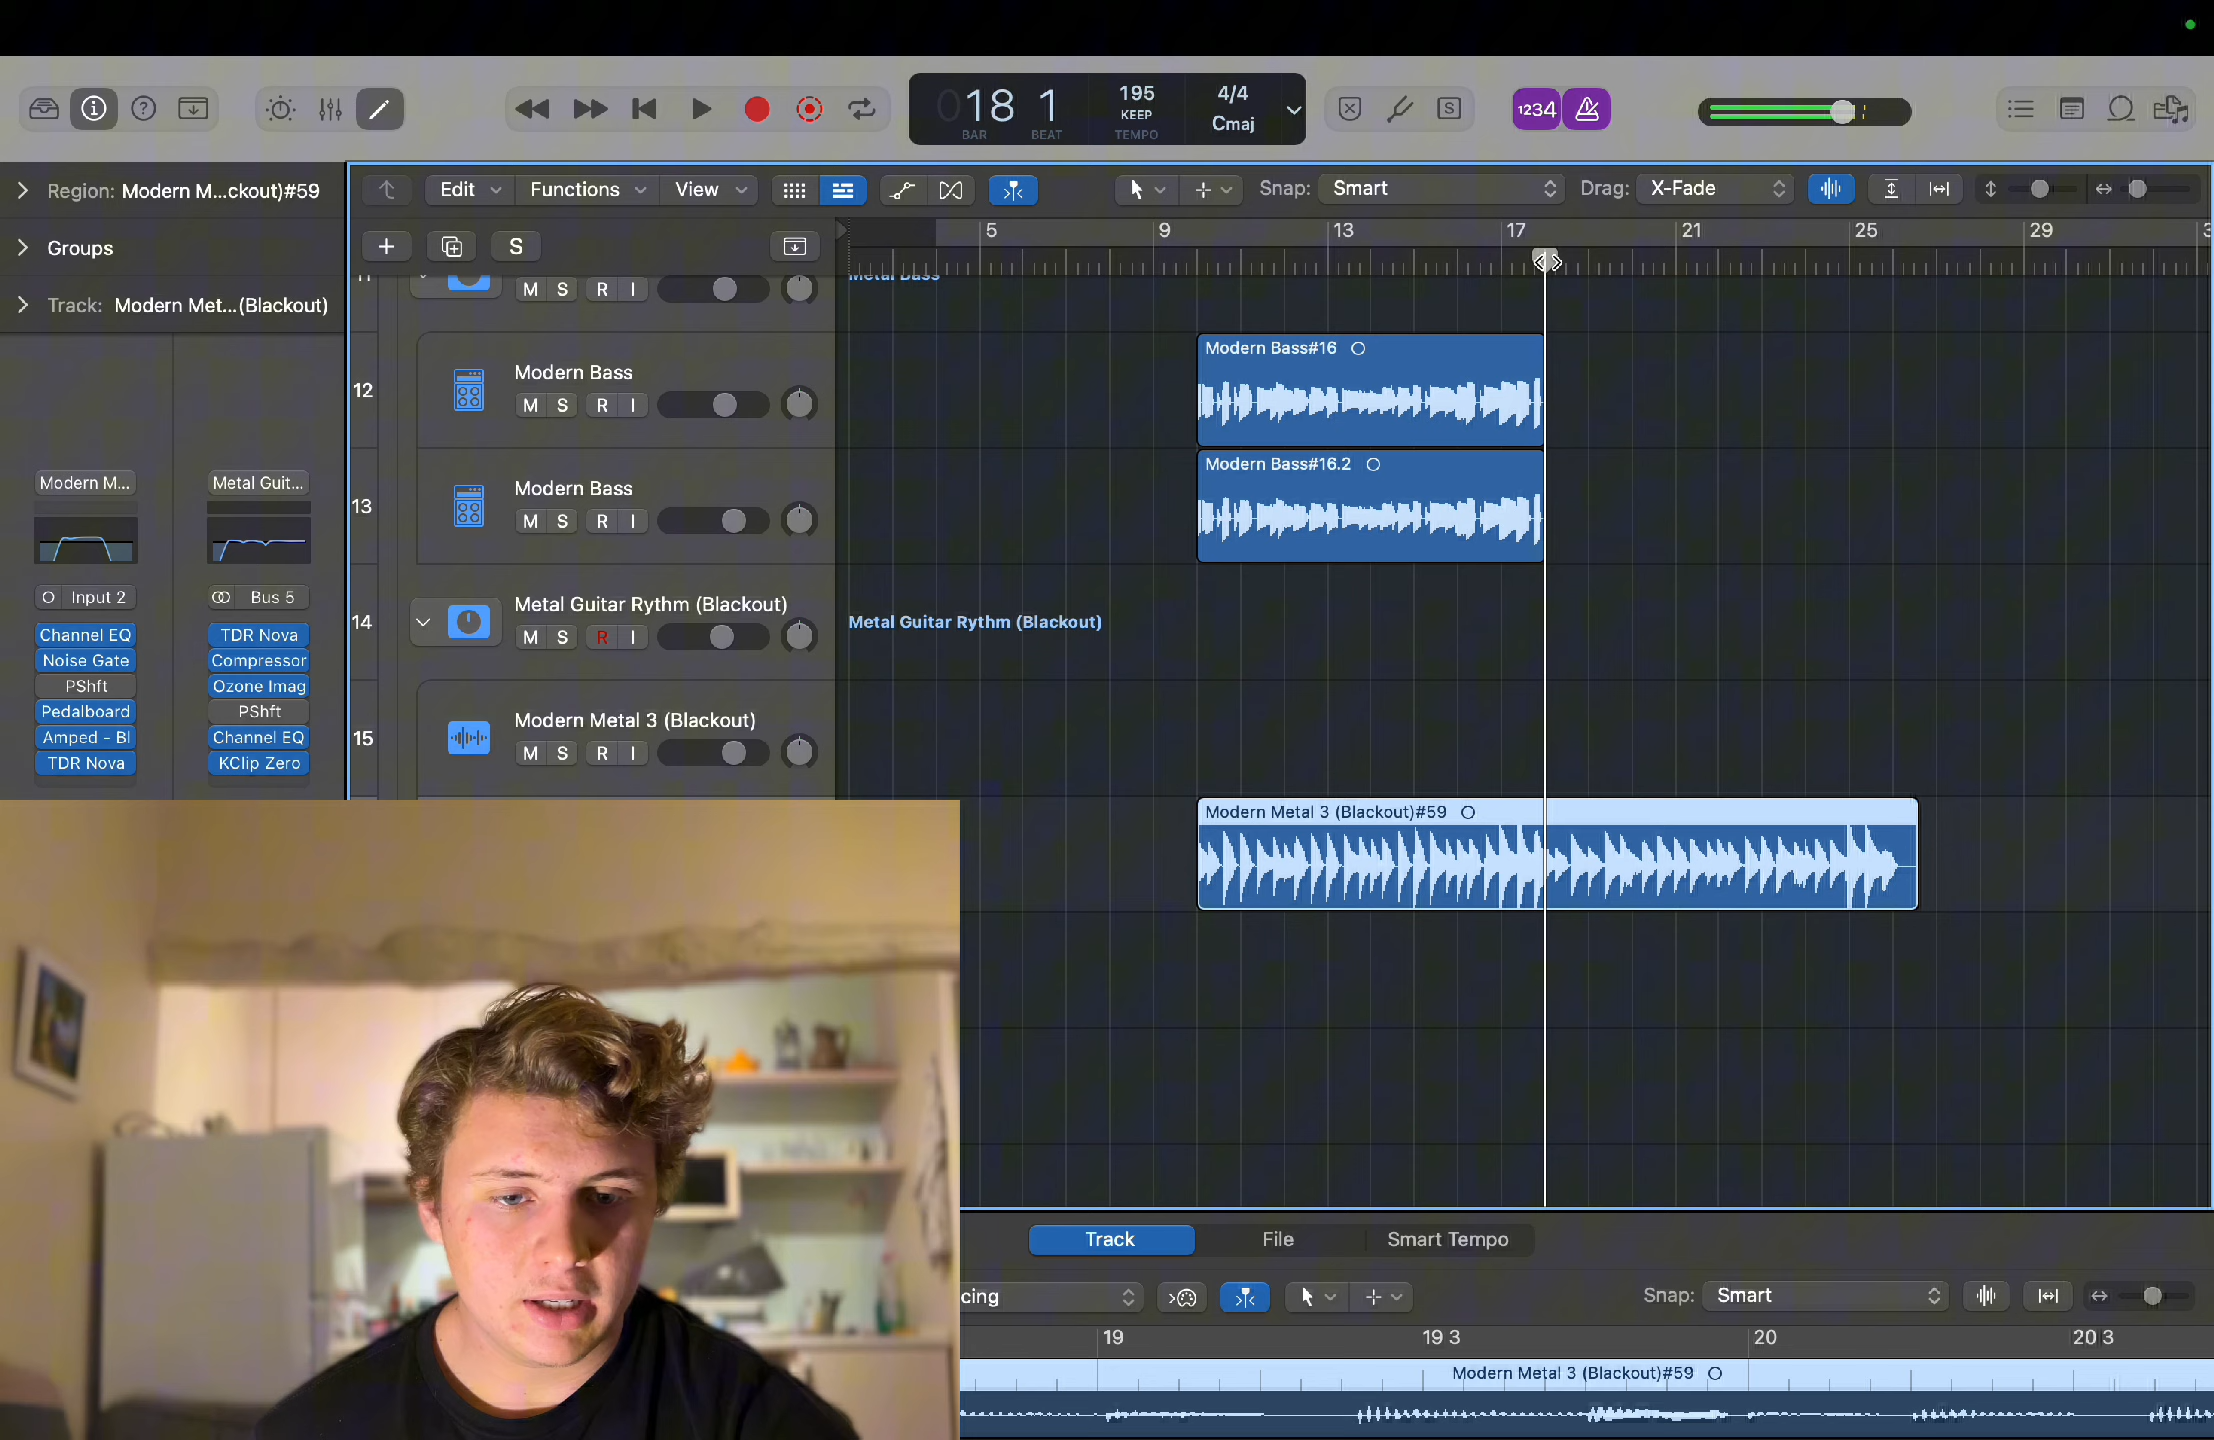 18 1
BAR BEAT
195
KEEP
TEMPO
4/4
Cmaj
S
1234
Region: Modern M...ckout)#59
Edit
Functions
View
Snap: Smart
Drag: X-Fade
Groups
S
5
9
13
17
21
25
29
Track: Modern Met...(Blackout)
M S R I
12
Modern Bass
M S R I
Modern Bass#16
13
Modern Bass
M S R I
Modern Bass#16.2
14
Metal Guitar Rythm (Blackout)
M S R I
Metal Guitar Rythm (Blackout)
15
Modern Metal 3 (Blackout)
M S R I
Modern Metal 3 (Blackout)#59
Modern M...
Metal Guit...
Input 2
Bus 5
Channel EQ
Noise Gate
PShft
Pedalboard
Amped - Bl
TDR Nova
TDR Nova
Compressor
Ozone Imag
PShft
Channel EQ
KClip Zero
Track
File
Smart Tempo
cing
Snap: Smart
19
19 3
20
20 3
Modern Metal 3 (Blackout)#59